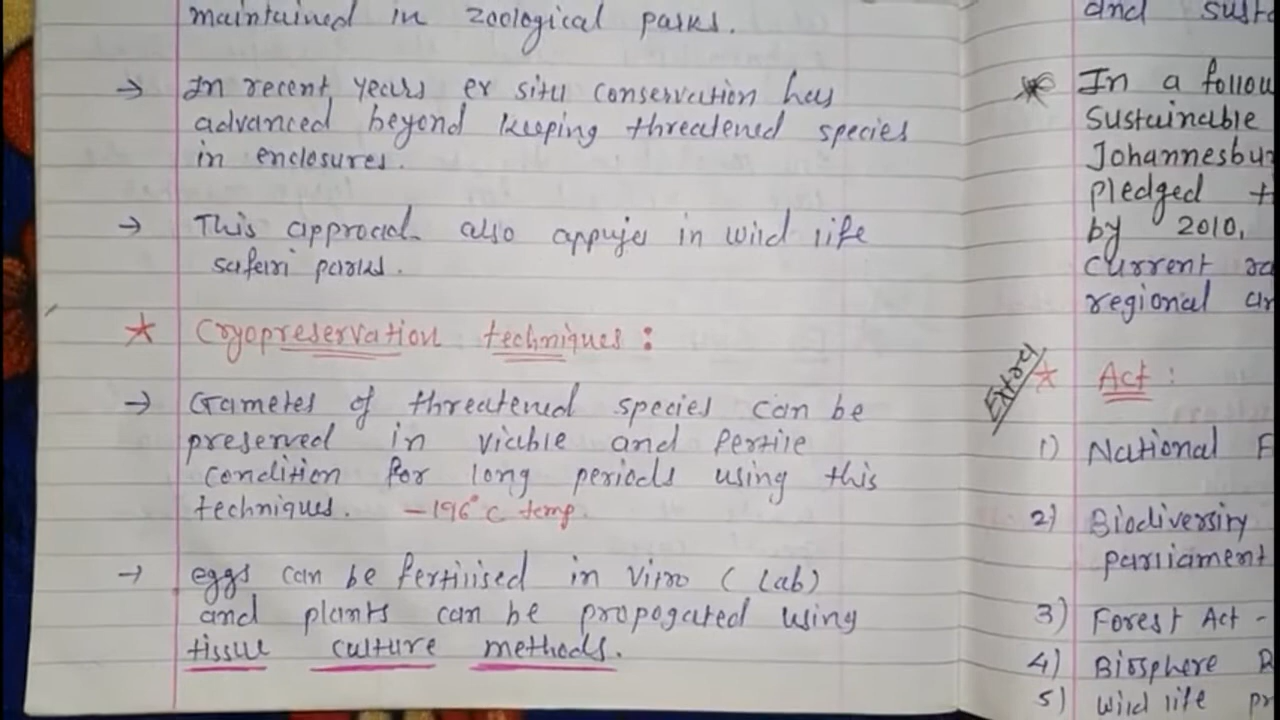 maintained in zoological parks.
→ In recent years ex situ conservation has
advanced beyond keeping threatened species
in enclosures.
→ This approach also applies in wild life
safari parks.
* Cryopreservation techniques :
→ Gametes of threatened species can be
preserved in viable and fertile
condition for long periods using this
techniques. -196°C temp.
→ eggs can be fertilised in vitro (Lab)
and plants can be propogated using
tissue culture methods.
and
* In a follow
Sustainable
Johannesbur
pledged
by 2010,
current
regional
Extra
* Act :
1) National F
2) Biodiversity
parliament
3) Forest Act -
4) Biosphere R
5) wild life pr